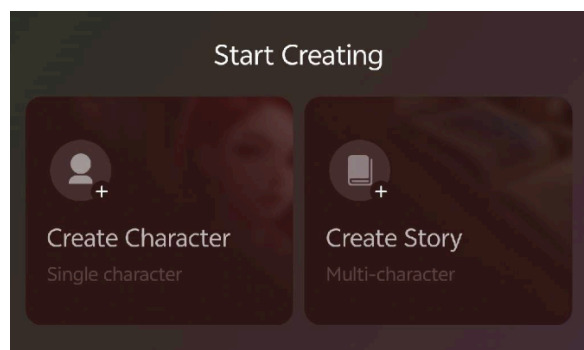 Start Creating
Create Character
Single character
Create Story
Multi-character